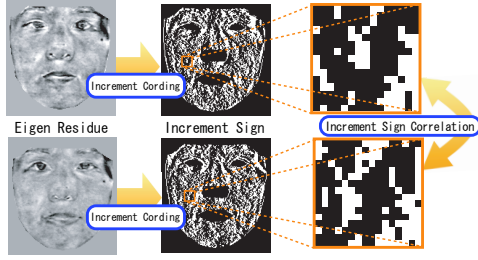 Increment Cording
Eigen Residue
Increment Sign
Increment Sign Correlation
Increment Cording